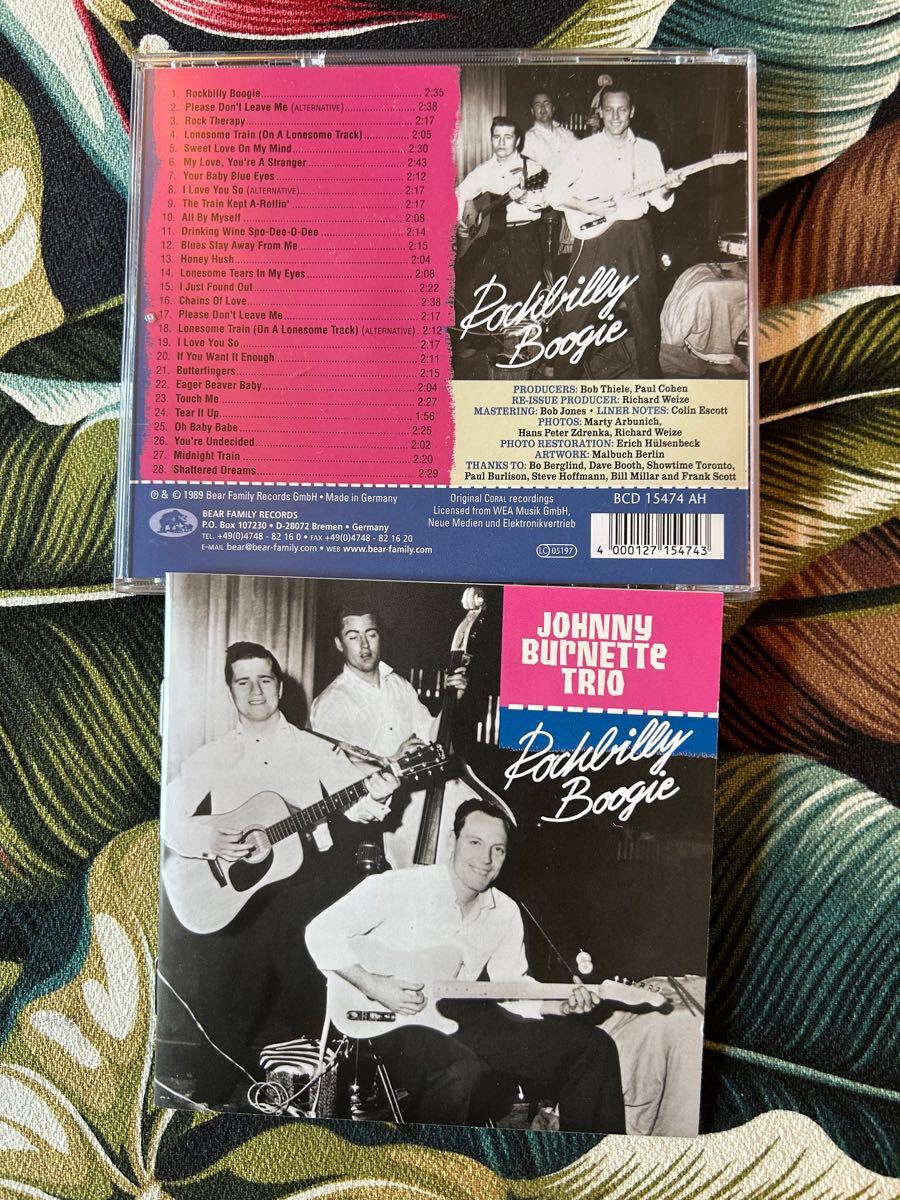 1. Rockbilly Boogie 2:35
2. Please Don't Leave Me (ALTERNATIVE) 2:38
3. Rock Therapy 2:17
4. Lonesome Train (On A Lonesome Track) 2:05
5. Sweet Love On My Mind 2:30
6. My Love, You're A Stranger 2:43
7. Your Baby Blue Eyes 2:12
8. I Love You So (ALTERNATIVE) 2:17
9. The Train Kept A-Rollin' 2:17
10. All By Myself 2:08
11. Drinking Wine Spo-Dee-O-Dee 2:14
12. Blues Stay Away From Me 2:15
13. Honey Hush 2:04
14. Lonesome Tears In My Eyes 2:08
15. I Just Found Out 2:22
16. Chains Of Love 2:38
17. Please Don't Leave Me 2:17
18. Lonesome Train (On A Lonesome Track) (ALTERNATIVE) 2:12
19. I Love You So 2:17
20. If You Want It Enough 2:11
21. Butterfingers 2:15
22. Eager Beaver Baby 2:04
23. Touch Me 2:27
24. Tear It Up 1:56
25. Oh Baby Babe 2:25
26. You're Undecided 2:02
27. Midnight Train 2:20
28. Shattered Dreams 2:29
Rockbilly
Boogie
PRODUCERS: Bob Thiele, Paul Cohen
RE-ISSUE PRODUCER: Richard Weize
MASTERING: Bob Jones • LINER NOTES: Colin Escott
PHOTOS: Marty Arbunich,
Hans Peter Zdrenka, Richard Weize
PHOTO RESTORATION: Erich Hülsenbeck
ARTWORK: Malbuch Berlin
THANKS TO: Bo Berglind, Dave Booth, Showtime Toronto,
Paul Burlison, Steve Hoffmann, Bill Millar and Frank Scott
℗ & © 1989 Bear Family Records GmbH • Made in Germany
BEAR FAMILY RECORDS
P.O. Box 107230 • D-28072 Bremen • Germany
TEL. +49(0)4748 - 82 16 0 • FAX +49(0)4748 - 82 16 20
E-MAIL bear@bear-family.com • WEB www.bear-family.com
Original CORAL recordings
Licensed from WEA Musik GmbH,
Neue Medien und Elektronikvertrieb
LC 05197
BCD 15474 AH
4 000127 154743
JOHNNY
BURNETTE
TRIO
Rockbilly
Boogie